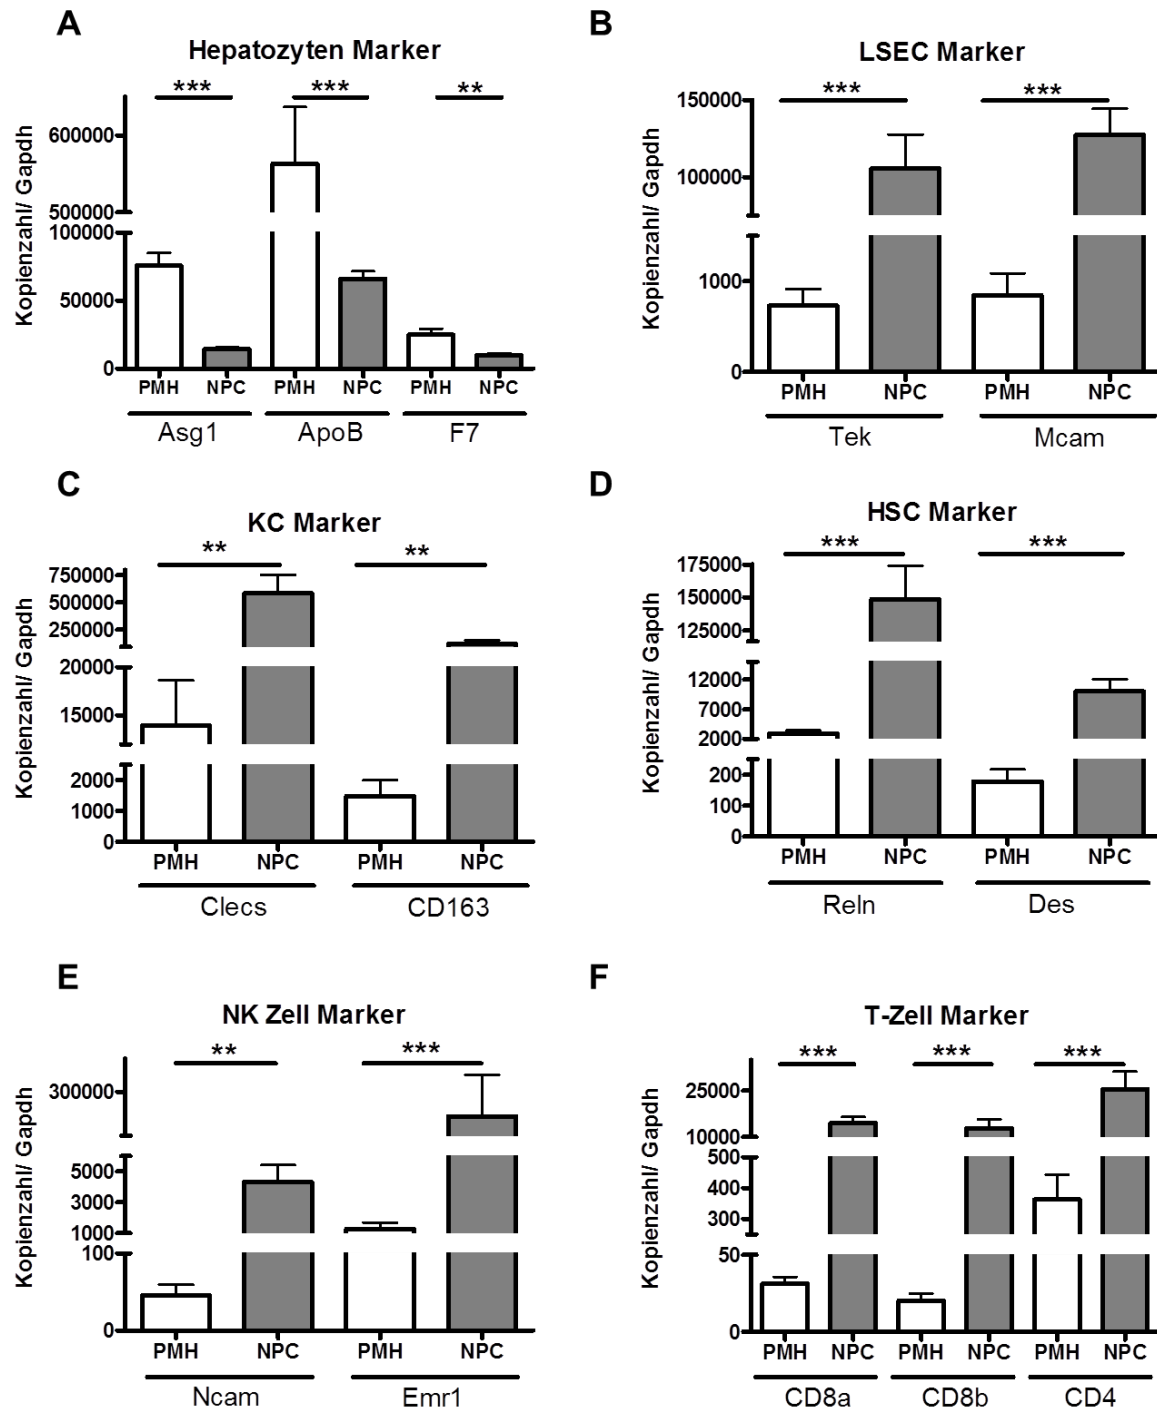 A
Hepatozyten Marker
*** *** **
Kopienzahl/ Gapdh
600000
500000
100000
50000
0
PMH NPC PMH NPC PMH NPC
Asg1 ApoB F7
B
LSEC Marker
*** ***
Kopienzahl/ Gapdh
150000
100000
1000
0
PMH NPC PMH NPC
Tek Mcam
C
KC Marker
** **
Kopienzahl/ Gapdh
750000
500000
250000
20000
15000
2000
1000
0
PMH NPC PMH NPC
Clecs CD163
D
HSC Marker
*** ***
Kopienzahl/ Gapdh
175000
150000
125000
12000
7000
2000
200
100
0
PMH NPC PMH NPC
Reln Des
E
NK Zell Marker
** ***
Kopienzahl/ Gapdh
300000
5000
3000
1000
100
0
PMH NPC PMH NPC
Ncam Emr1
F
T-Zell Marker
*** *** ***
Kopienzahl/ Gapdh
25000
10000
500
400
300
50
0
PMH NPC PMH NPC PMH NPC
CD8a CD8b CD4